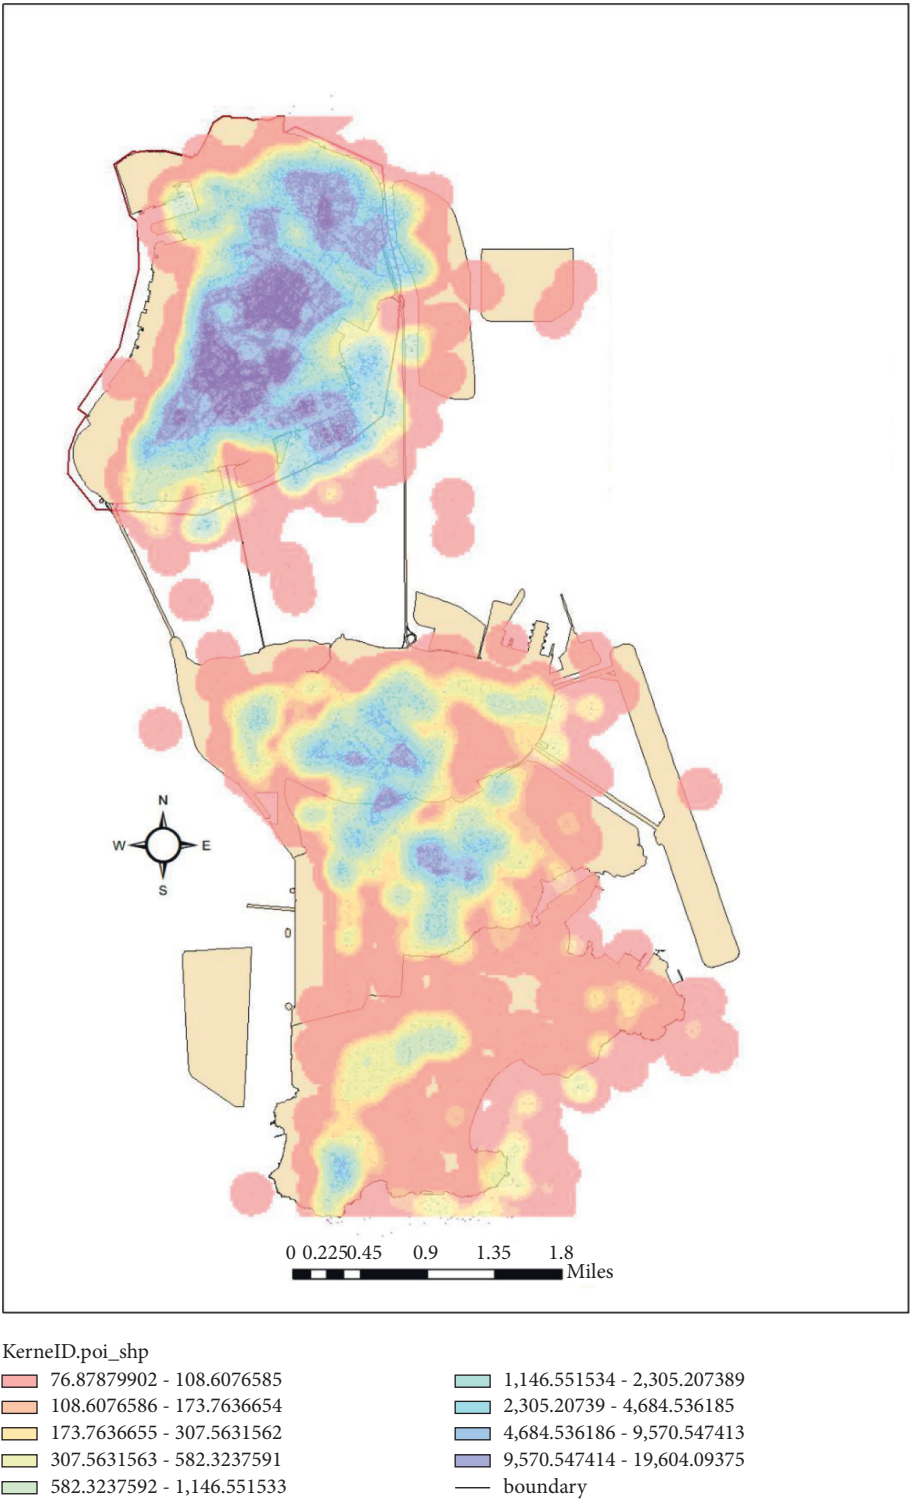 N
W E
S
0 0.2250.45 0.9 1.35 1.8
Miles
KerneID.poi_shp
76.87879902 - 108.6076585
108.6076586 - 173.7636654
173.7636655 - 307.5631562
307.5631563 - 582.3237591
582.3237592 - 1,146.551533
1,146.551534 - 2,305.207389
2,305.20739 - 4,684.536185
4,684.536186 - 9,570.547413
9,570.547414 - 19,604.09375
boundary